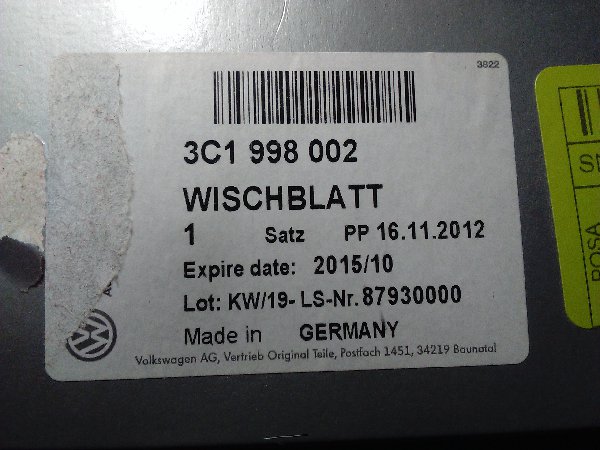 3822
3C1 998 002
WISCHBLATT
1 Satz PP 16.11.2012
Expire date: 2015/10
Lot: KW/19- LS-Nr. 87930000
Made in GERMANY
Volkswagen AG, Vertrieb Original Teile, Postfach 1451, 34219 Baunatal
ROSA